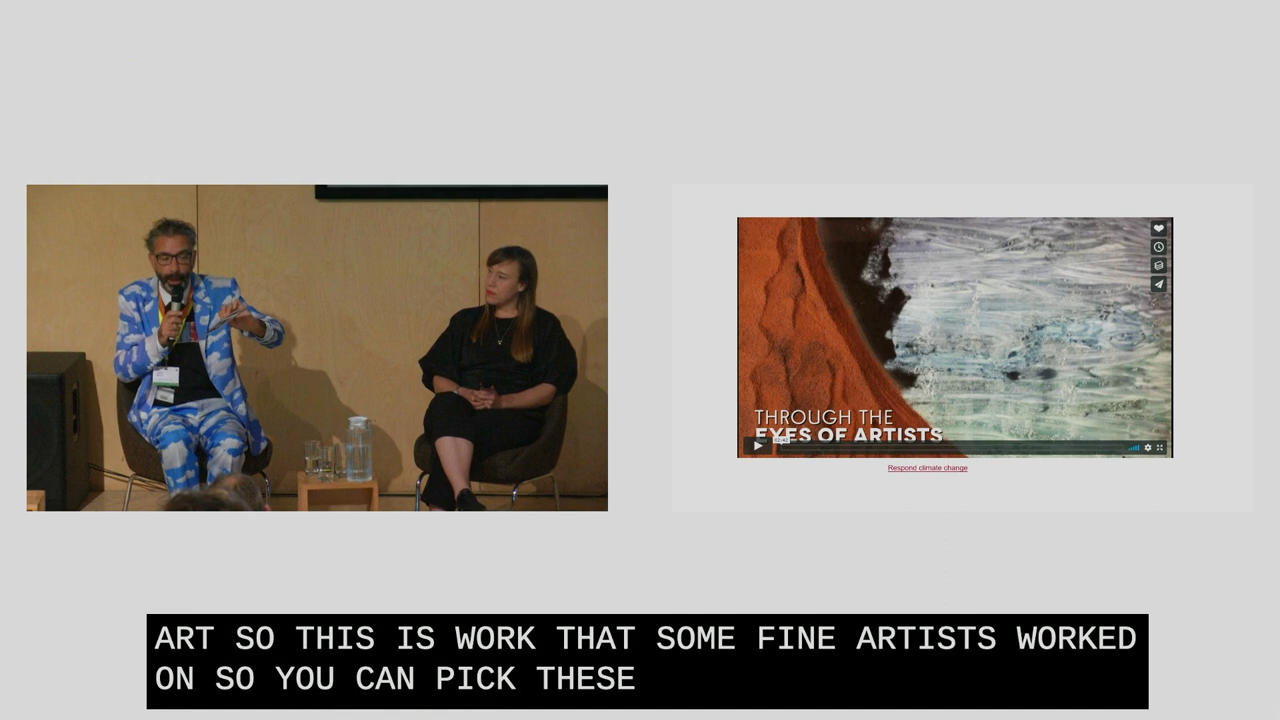 THROUGH THE
EYES OF ARTISTS
Respond climate change
ART SO THIS IS WORK THAT SOME FINE ARTISTS WORKED
ON SO YOU CAN PICK THESE